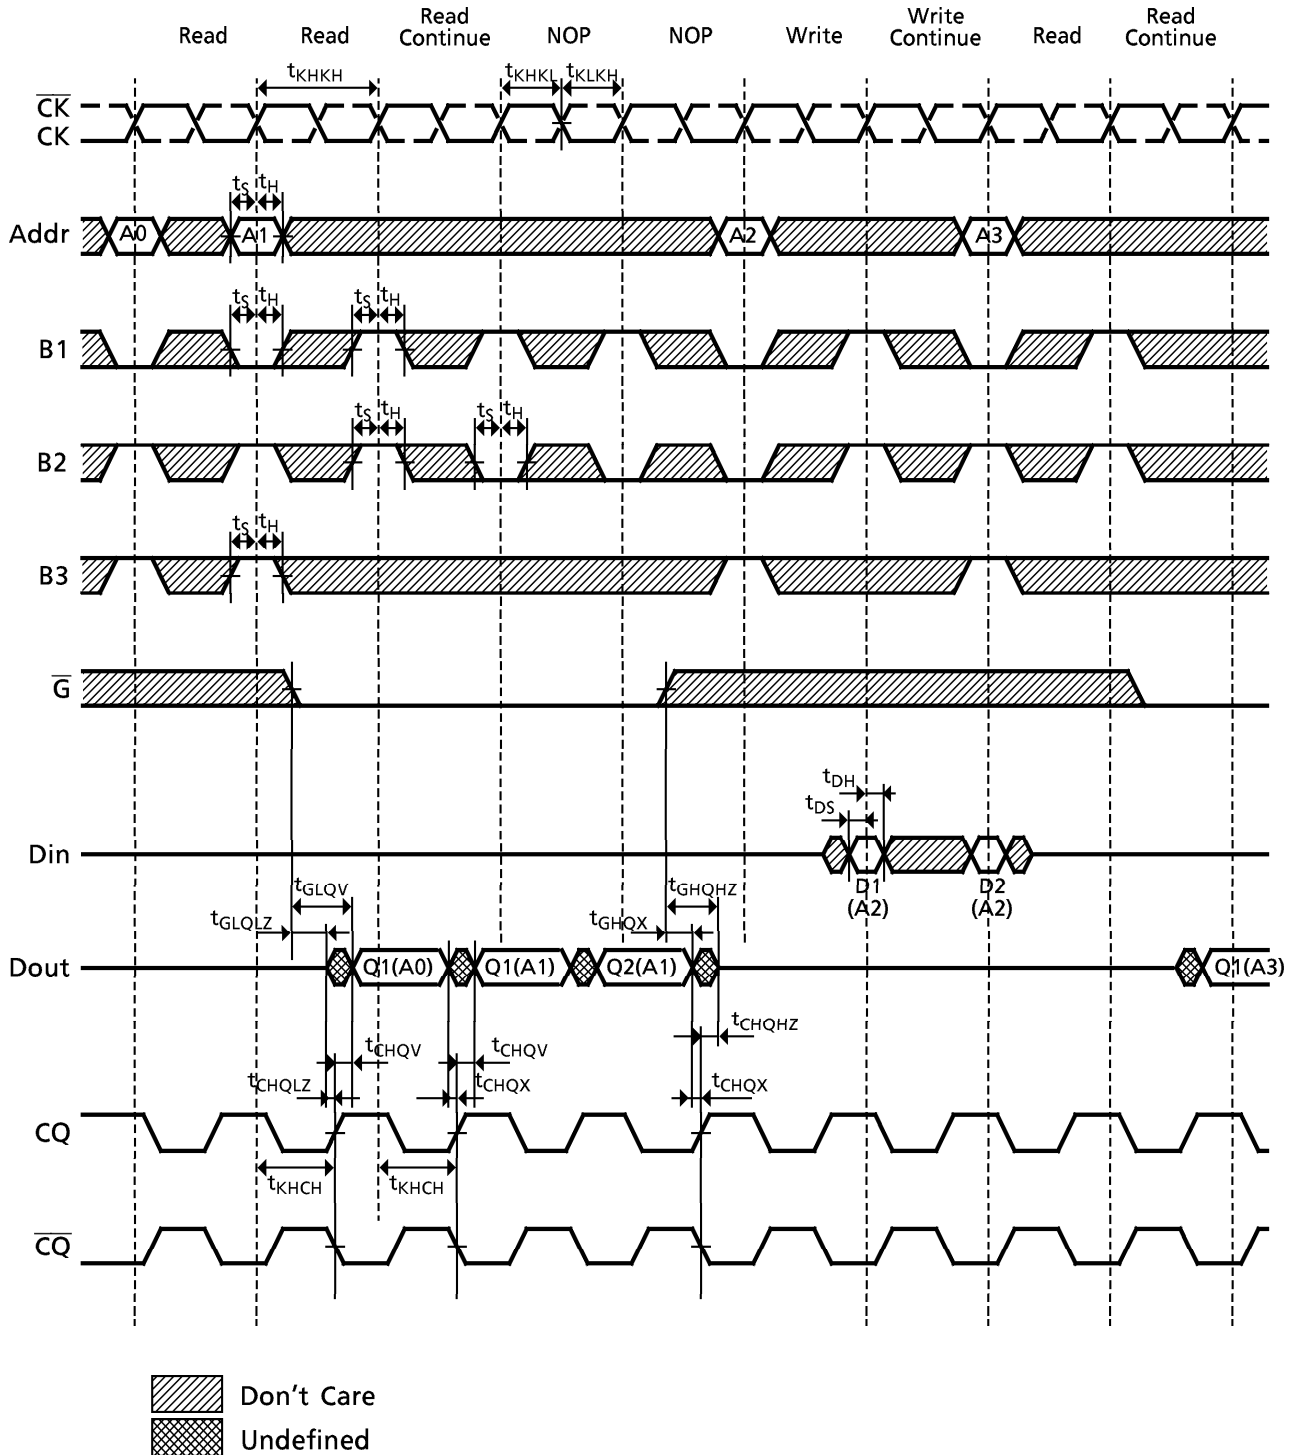 Read Read Read Continue NOP NOP Write Write Continue Read Read Continue
tKHKH tKHKL tKLKH
CK
CK
tS tH
Addr A0 A1 A2 A3
tS tH tS tH
B1
tS tH tS tH
B2
tS tH
B3
G
tDH
tDS
Din
D1 (A2) D2 (A2)
tGLQV tGHQHZ
tGLQLZ tGHQX
Dout Q1(A0) Q1(A1) Q2(A1) Q1(A3)
tCHQHZ
tCHQV tCHQV
tCHQLZ tCHQX tCHQX
CQ
tKHCH tKHCH
CQ
Don't Care
Undefined